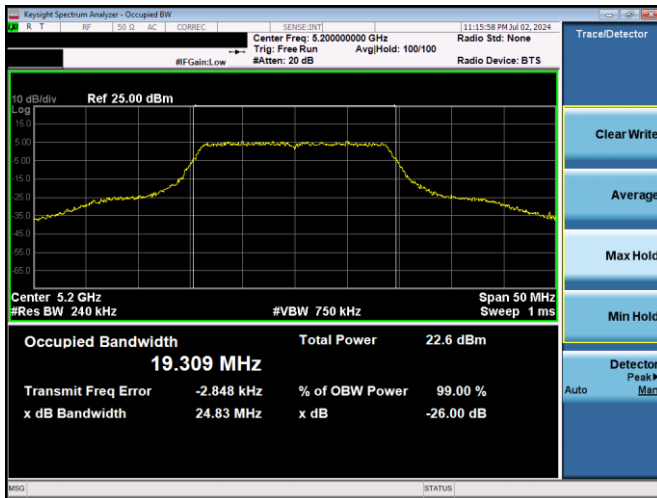 Keysight Spectrum Analyzer - Occupied BW
R T RF 50 Ω AC CORREC SENSE:INT 11:15:58 PM Jul 02, 2024
Center Freq: 5.200000000 GHz Radio Std: None
Trig: Free Run Avg|Hold: 100/100
#IFGain:Low #Atten: 20 dB Radio Device: BTS
Trace/Detector
10 dB/div Ref 25.00 dBm
Log
15.0
5.00
-5.00
-15.0
-25.0
-35.0
-45.0
-55.0
-65.0
Center 5.2 GHz Span 50 MHz
#Res BW 240 kHz #VBW 750 kHz Sweep 1 ms
Occupied Bandwidth Total Power 22.6 dBm
19.309 MHz
Transmit Freq Error -2.848 kHz % of OBW Power 99.00 %
x dB Bandwidth 24.83 MHz x dB -26.00 dB
Clear Write
Average
Max Hold
Min Hold
Detector
Peak
Auto Man
MSG STATUS